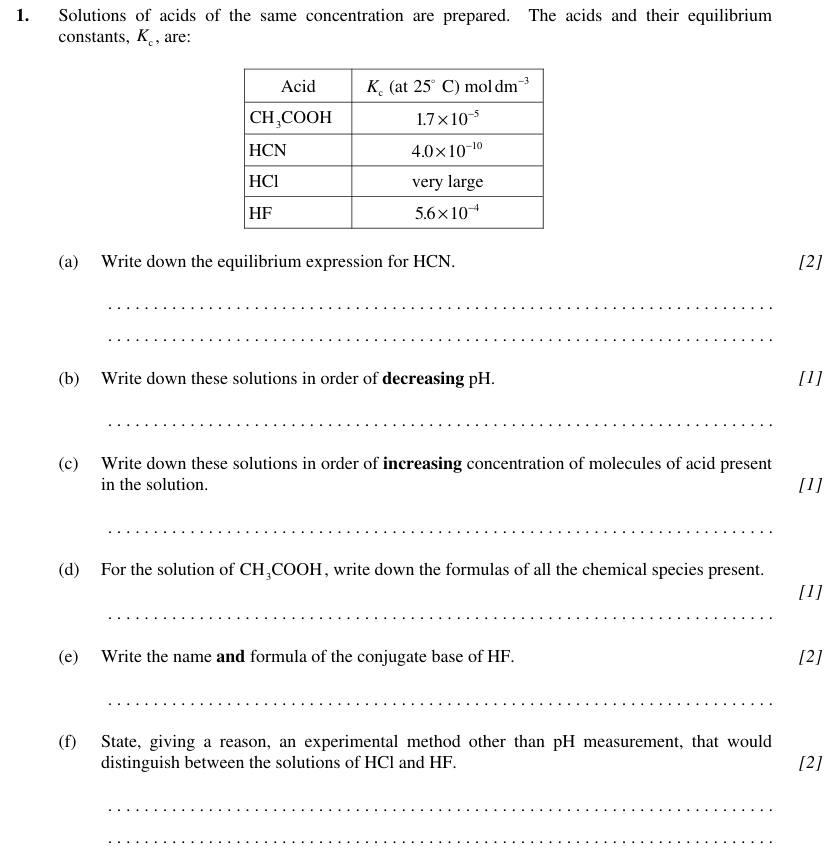 1. Solutions of acids of the same concentration are prepared. The acids and their equilibrium
constants, K_c, are:
Acid K_c (at 25° C) mol dm⁻³
CH₃COOH 1.7×10⁻⁵
HCN 4.0×10⁻¹⁰
HCl very large
HF 5.6×10⁻⁴
(a) Write down the equilibrium expression for HCN. [2]
(b) Write down these solutions in order of decreasing pH. [1]
(c) Write down these solutions in order of increasing concentration of molecules of acid present
in the solution. [1]
(d) For the solution of CH₃COOH, write down the formulas of all the chemical species present.
[1]
(e) Write the name and formula of the conjugate base of HF. [2]
(f) State, giving a reason, an experimental method other than pH measurement, that would
distinguish between the solutions of HCl and HF. [2]